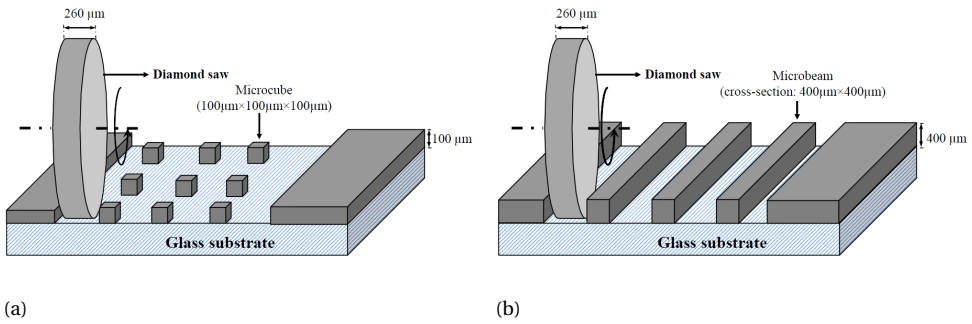 260 μm
Diamond saw
Microcube
(100μm×100μm×100μm)
100 μm
Glass substrate
(a)
260 μm
Diamond saw
Microbeam
(cross-section: 400μm×400μm)
400 μm
Glass substrate
(b)